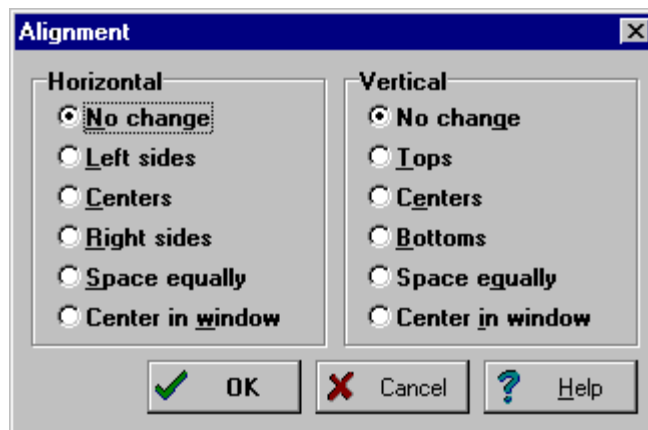 Alignment
Horizontal
No change
Left sides
Centers
Right sides
Space equally
Center in window
Vertical
No change
Tops
Centers
Bottoms
Space equally
Center in window
OK
Cancel
Help